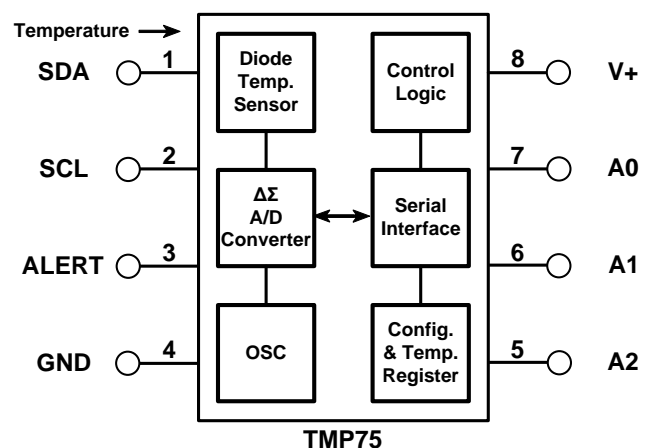 Temperature
SDA
1
SCL
2
ALERT
3
GND
4
Diode
Temp.
Sensor
ΔΣ
A/D
Converter
OSC
Control
Logic
Serial
Interface
Config.
& Temp.
Register
8
V+
7
A0
6
A1
5
A2
TMP75